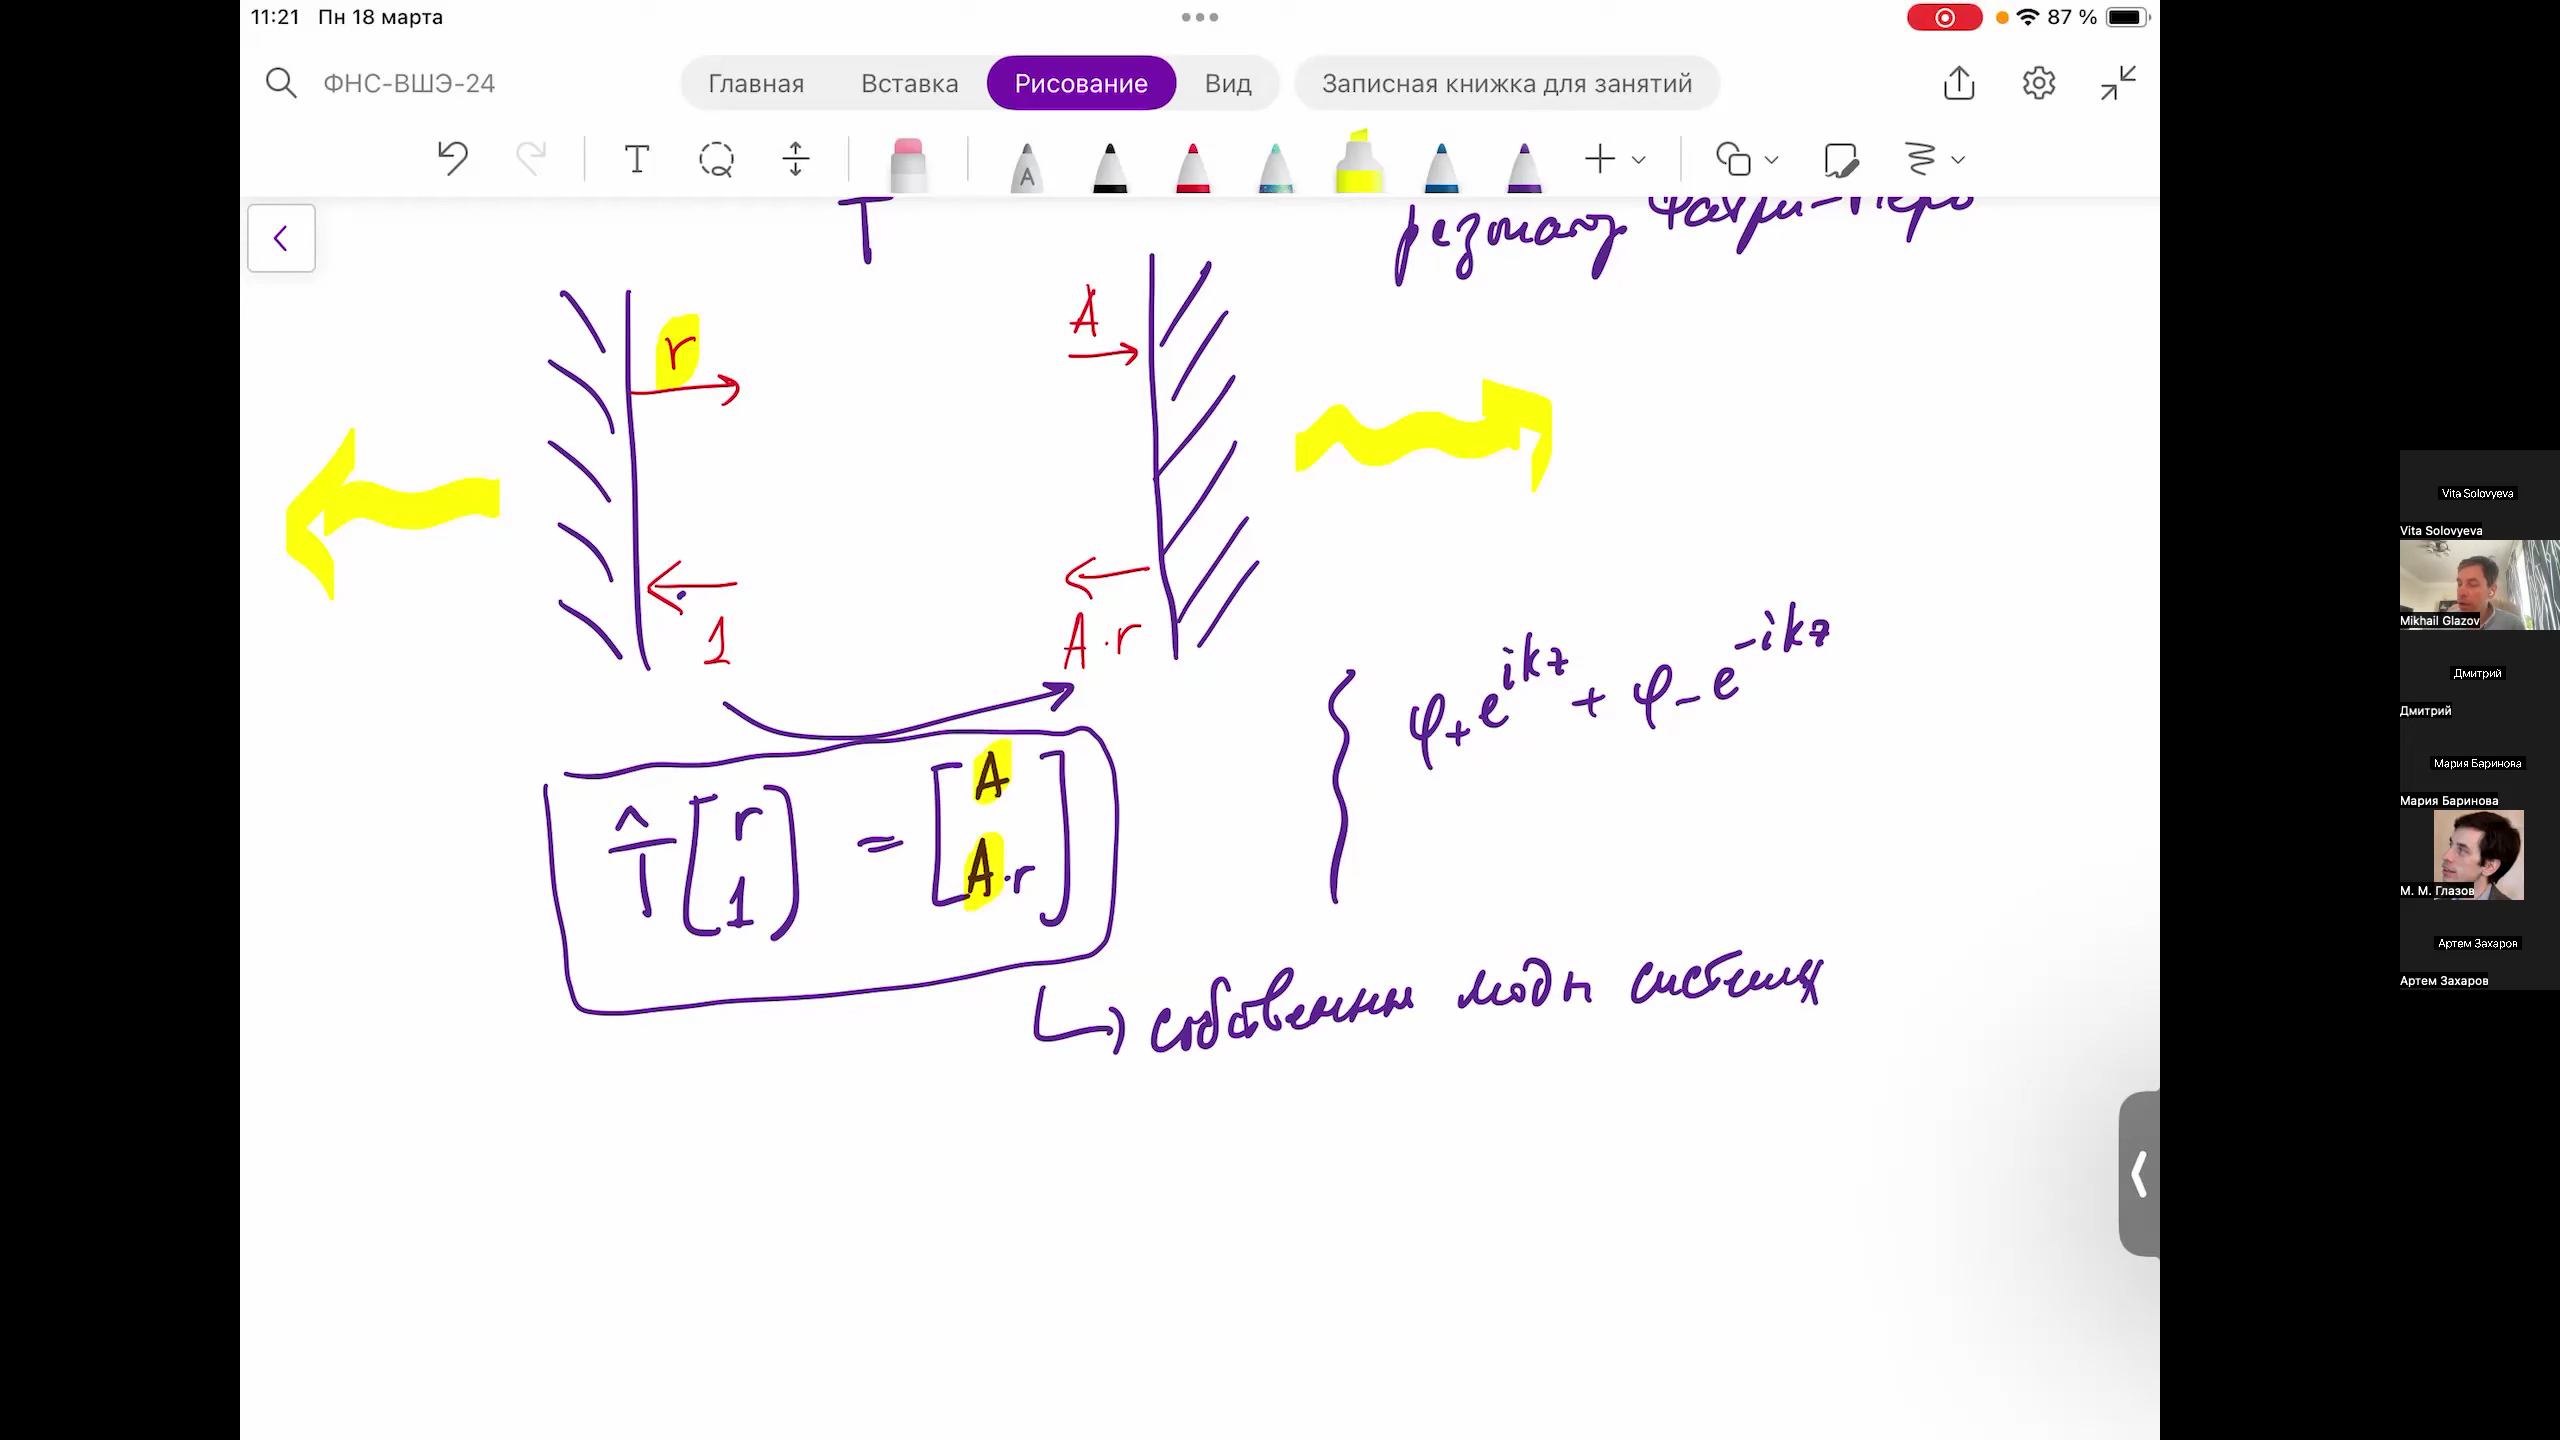 11:21 Пн 18 марта 87 %
ФНС-ВШЭ-24 Главная Вставка Рисование Вид Записная книжка для занятий
T A
T резонатор Фабри-Перо
r A
1 A·r
φ₊e^{ikz} + φ₋e^{-ikz}
T̂ [r 1] = [A A·r]
собственные моды системы
Vita Solovyeva
Vita Solovyeva
Mikhail Glazov
Дмитрий
Дмитрий
Мария Баринова
Мария Баринова
М. М. Глазов
Артем Захаров
Артем Захаров